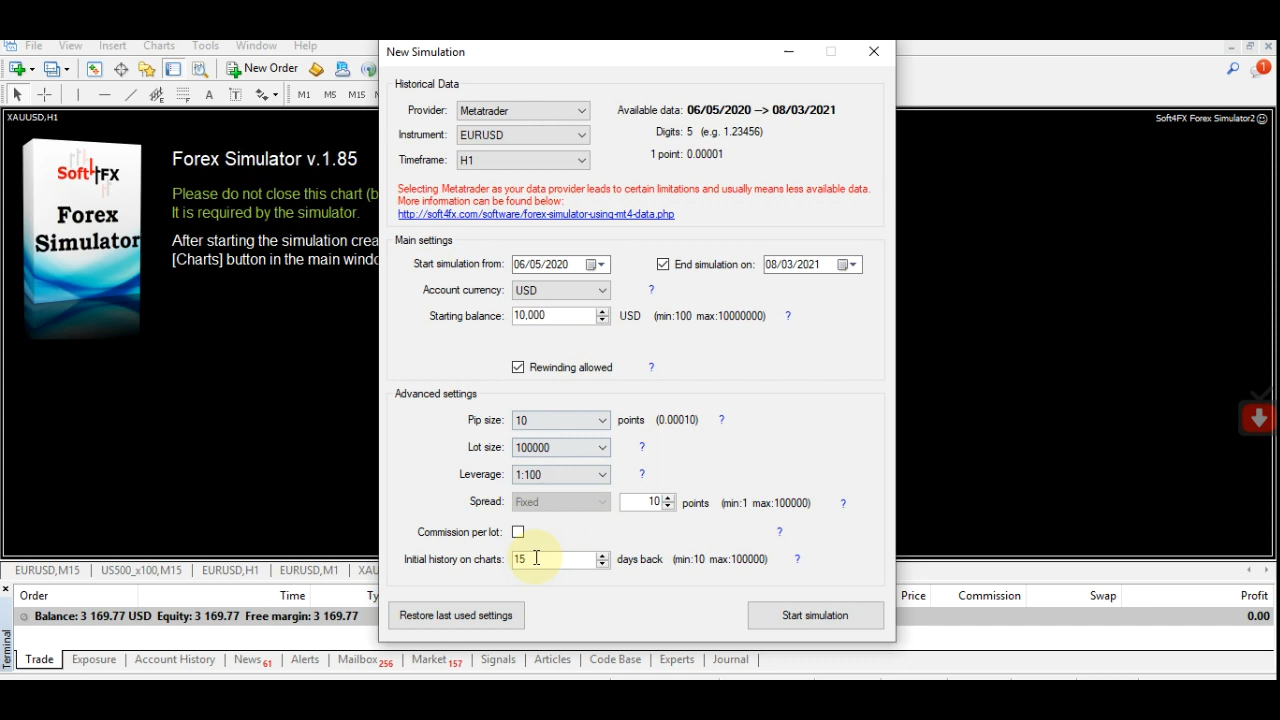 File View Insert Charts Tools Window Help
New Order
M1 M5 M15
XAUUSD,H1
Soft4FX Forex Simulator2
Soft4FX
Forex
Simulator
Forex Simulator v.1.85
Please do not close this chart (b
It is required by the simulator.
After starting the simulation crea
[Charts] button in the main windo
New Simulation
Historical Data
Provider: Metatrader Available data: 06/05/2020 --> 08/03/2021
Instrument: EURUSD Digits: 5 (e.g. 1.23456)
Timeframe: H1 1 point: 0.00001
Selecting Metatrader as your data provider leads to certain limitations and usually means less available data.
More information can be found below:
http://soft4fx.com/software/forex-simulator-using-mt4-data.php
Main settings
Start simulation from: 06/05/2020 End simulation on: 08/03/2021
Account currency: USD ?
Starting balance: 10,000 USD (min:100 max:10000000) ?
Rewinding allowed ?
Advanced settings
Pip size: 10 points (0.00010) ?
Lot size: 100000 ?
Leverage: 1:100 ?
Spread: Fixed 10 points (min:1 max:100000) ?
Commission per lot: ?
Initial history on charts: 15 days back (min:10 max:100000) ?
Restore last used settings Start simulation
1
EURUSD,M15 US500_x100,M15 EURUSD,H1 EURUSD,M1 XAU
Order Time Ty Price Commission Swap Profit
Balance: 3 169.77 USD Equity: 3 169.77 Free margin: 3 169.77 0.00
Terminal
Trade Exposure Account History News 61 Alerts Mailbox 256 Market 157 Signals Articles Code Base Experts Journal